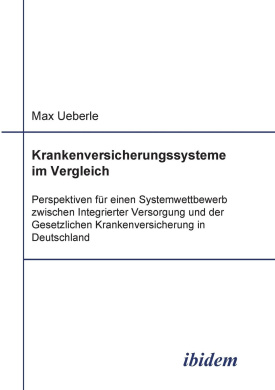 Max Ueberle
Krankenversicherungssysteme
im Vergleich
Perspektiven für einen Systemwettbewerb
zwischen Integrierter Versorgung und der
Gesetzlichen Krankenversicherung in
Deutschland
ibidem